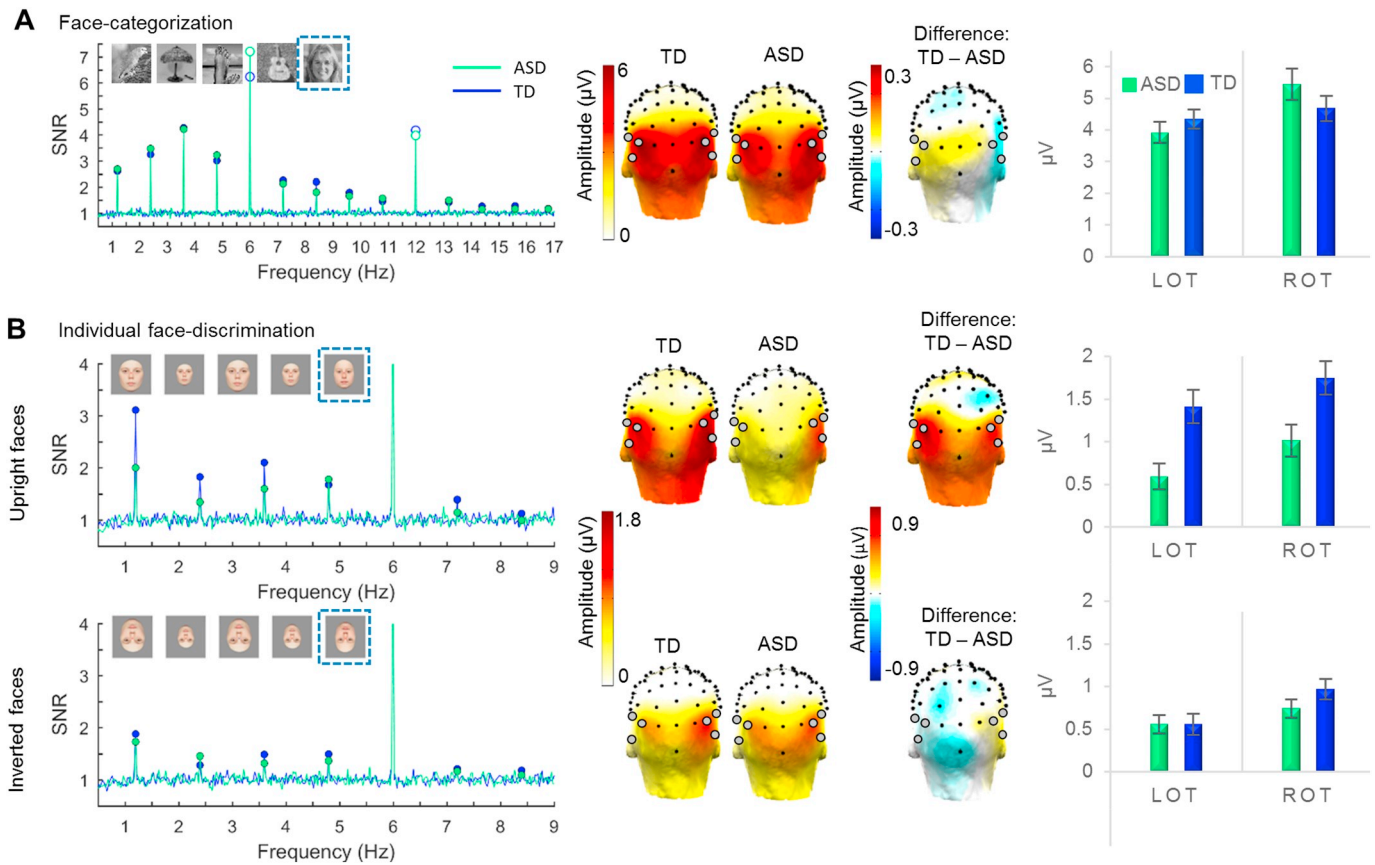 A Face-categorization
7
6
5
4
3
2
1
SNR
ASD
TD
1 2 3 4 5 6 7 8 9 10 11 12 13 14 15 16 17
Frequency (Hz)
TD ASD
Amplitude (µV)
6
0
Difference:
TD – ASD
Amplitude (µV)
0.3
-0.3
6
5
4
3
2
1
0
µV
ASD TD
LOT ROT
B Individual face-discrimination
Upright faces
4
3
2
1
SNR
1 2 3 4 5 6 7 8 9
Frequency (Hz)
TD ASD
Difference:
TD – ASD
2
1.5
1
0.5
0
µV
LOT ROT
Amplitude (µV)
1.8
0
Amplitude (µV)
0.9
-0.9
Inverted faces
4
3
2
1
SNR
1 2 3 4 5 6 7 8 9
Frequency (Hz)
TD ASD
Difference:
TD – ASD
2
1.5
1
0.5
0
µV
LOT ROT